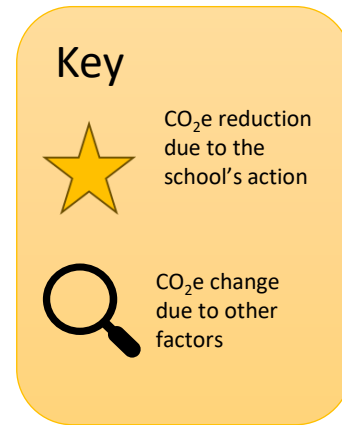 Key
CO₂e reduction
due to the
school's action
CO₂e change
due to other
factors